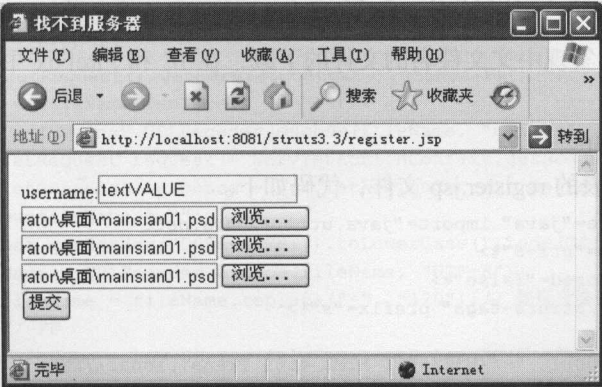 找不到服务器
文件(F) 编辑(E) 查看(V) 收藏(A) 工具(T) 帮助(H)
后退 搜索 收藏夹 »
地址(D) http://localhost:8081/struts3.3/register.jsp 转到
username: textVALUE
rator\桌面\mainsian01.psd 浏览...
rator\桌面\mainsian01.psd 浏览...
rator\桌面\mainsian01.psd 浏览...
提交
完毕 Internet